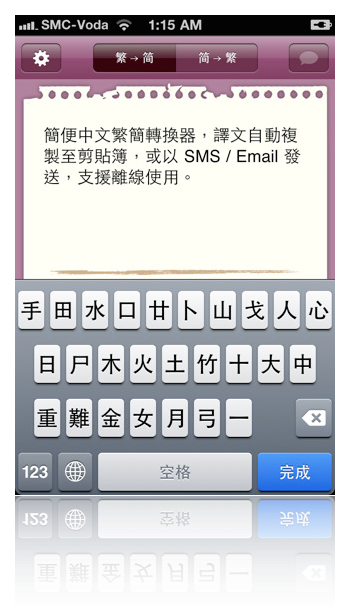 SMC-Voda 1:15 AM
繁→简 简→繁
簡便中文繁簡轉換器，譯文自動複
製至剪貼簿，或以 SMS / Email 發
送，支援離線使用。
手 田 水 口 廿 卜 山 戈 人 心
日 尸 木 火 土 竹 十 大 中
重 難 金 女 月 弓 一
123 空格 完成